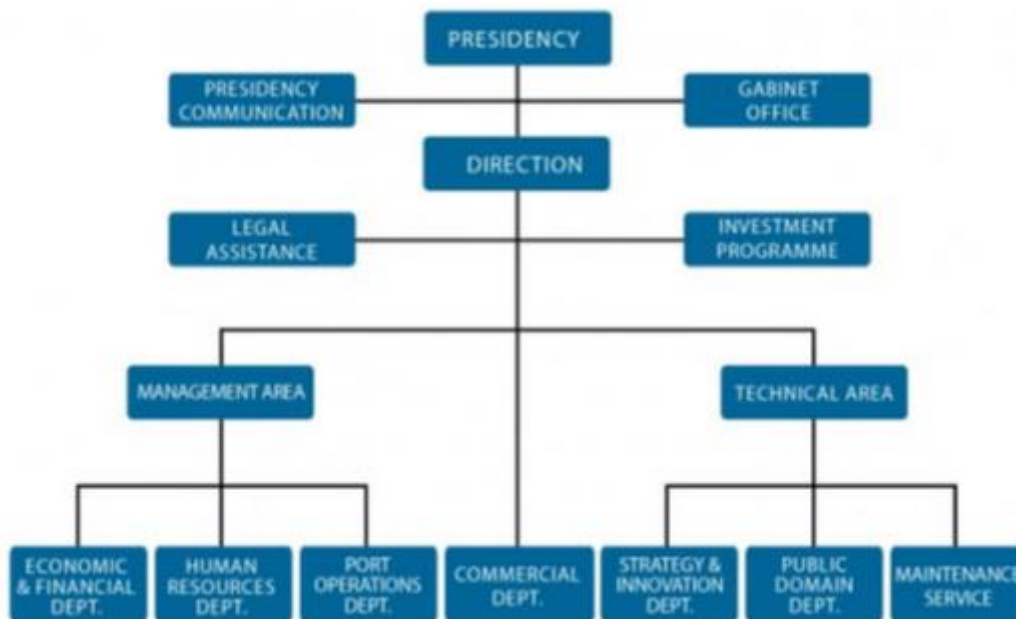 PRESIDENCY
PRESIDENCY
COMMUNICATION
GABINET
OFFICE
DIRECTION
LEGAL
ASSISTANCE
INVESTMENT
PROGRAMME
MANAGEMENT AREA
TECHNICAL AREA
ECONOMIC
& FINANCIAL
DEPT.
HUMAN
RESOURCES
DEPT.
PORT
OPERATIONS
DEPT.
COMMERCIAL
DEPT.
STRATEGY &
INNOVATION
DEPT.
PUBLIC
DOMAIN
DEPT.
MAINTENANCE
SERVICE